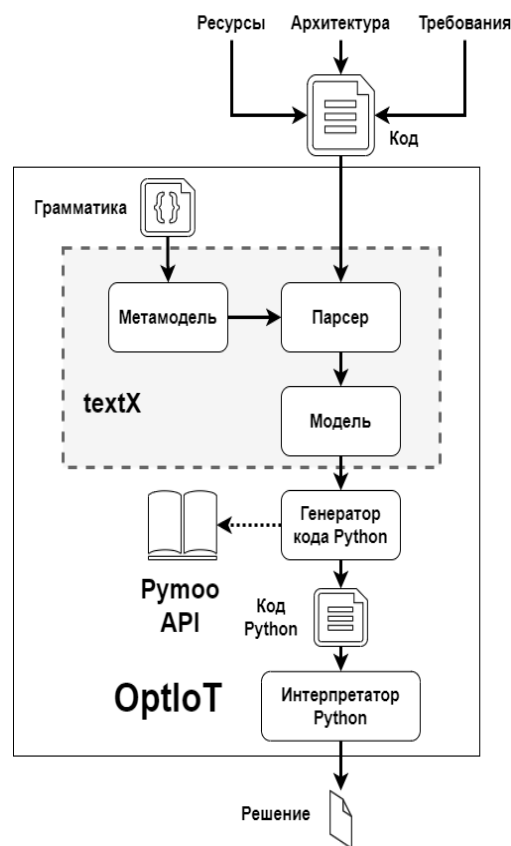 Ресурсы
Архитектура
Требования
Код
Грамматика
{}
Метамодель
Парсер
textX
Модель
Генератор
кода Python
Pymoo
API
Код
Python
OptIoT
Интерпретатор
Python
Решение